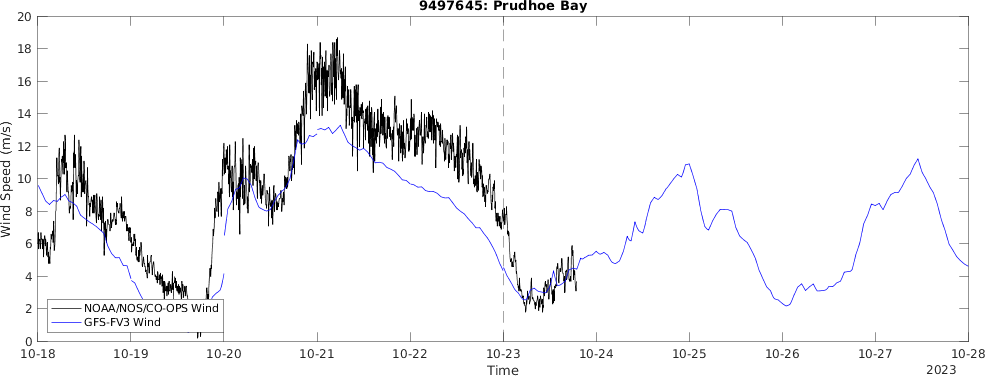 9497645: Prudhoe Bay
20
18
16
14
12
10
8
6
4
2
0
Wind Speed (m/s)
NOAA/NOS/CO-OPS Wind
GFS-FV3 Wind
10-18 10-19 10-20 10-21 10-22 10-23 10-24 10-25 10-26 10-27 10-28
Time
2023